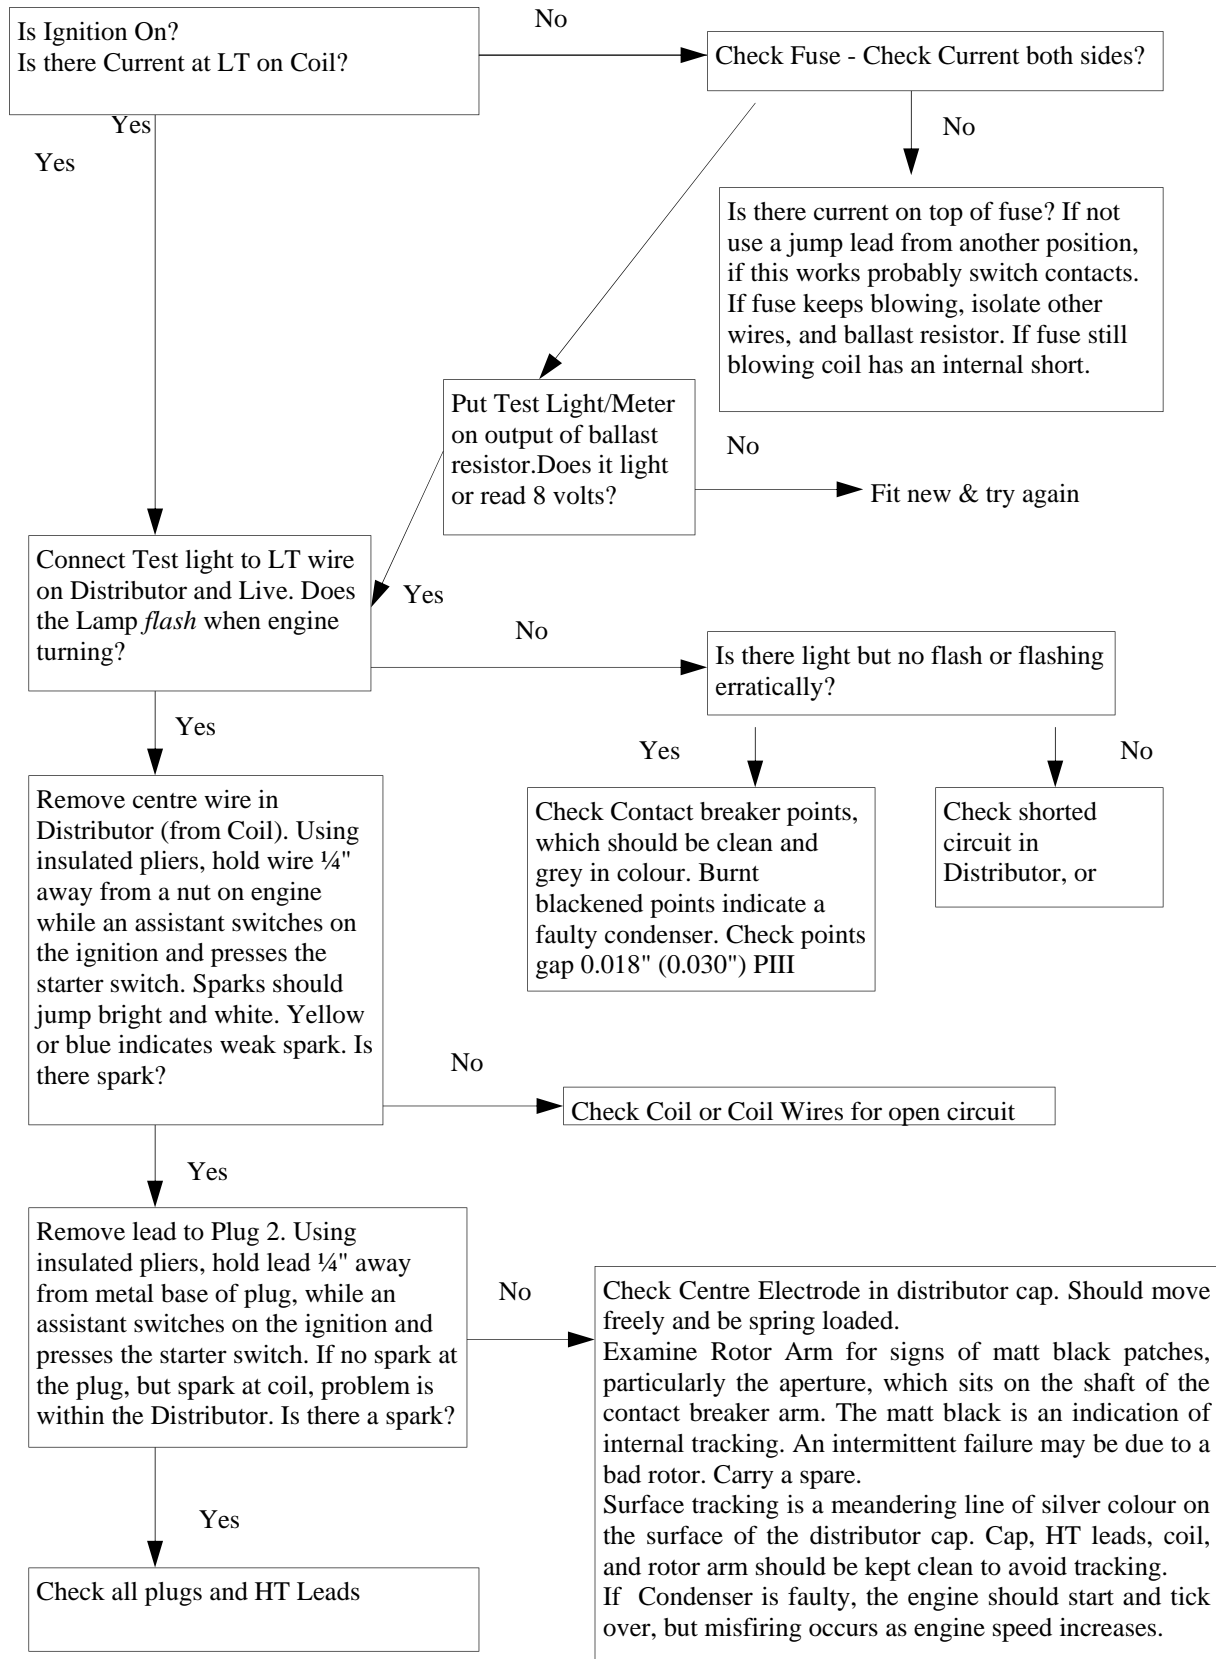 Is Ignition On?
Is there Current at LT on Coil?
No
Check Fuse - Check Current both sides?
Yes
Yes
No
Is there current on top of fuse? If not
use a jump lead from another position,
if this works probably switch contacts.
If fuse keeps blowing, isolate other
wires, and ballast resistor. If fuse still
blowing coil has an internal short.
Put Test Light/Meter
on output of ballast
resistor.Does it light
or read 8 volts?
No
Fit new & try again
Connect Test light to LT wire
on Distributor and Live. Does
the Lamp flash when engine
turning?
Yes
No
Is there light but no flash or flashing
erratically?
Yes
Yes
No
Remove centre wire in
Distributor (from Coil). Using
insulated pliers, hold wire ¼"
away from a nut on engine
while an assistant switches on
the ignition and presses the
starter switch. Sparks should
jump bright and white. Yellow
or blue indicates weak spark. Is
there spark?
Check Contact breaker points,
which should be clean and
grey in colour. Burnt
blackened points indicate a
faulty condenser. Check points
gap 0.018" (0.030") PIII
Check shorted
circuit in
Distributor, or
No
Check Coil or Coil Wires for open circuit
Yes
Remove lead to Plug 2. Using
insulated pliers, hold lead ¼" away
from metal base of plug, while an
assistant switches on the ignition and
presses the starter switch. If no spark at
the plug, but spark at coil, problem is
within the Distributor. Is there a spark?
No
Check Centre Electrode in distributor cap. Should move
freely and be spring loaded.
Examine Rotor Arm for signs of matt black patches,
particularly the aperture, which sits on the shaft of the
contact breaker arm. The matt black is an indication of
internal tracking. An intermittent failure may be due to a
bad rotor. Carry a spare.
Surface tracking is a meandering line of silver colour on
the surface of the distributor cap. Cap, HT leads, coil,
and rotor arm should be kept clean to avoid tracking.
If Condenser is faulty, the engine should start and tick
over, but misfiring occurs as engine speed increases.
Yes
Check all plugs and HT Leads